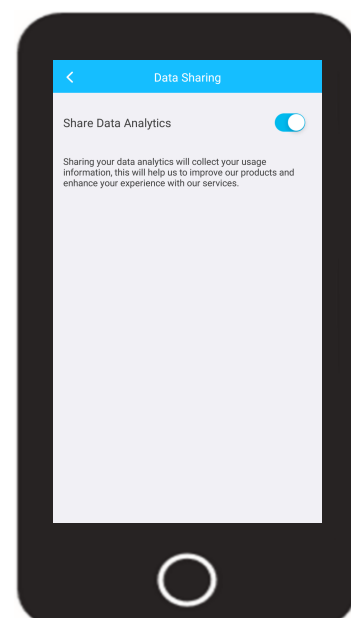 Data Sharing
Share Data Analytics
Sharing your data analytics will collect your usage
information, this will help us to improve our products and
enhance your experience with our services.